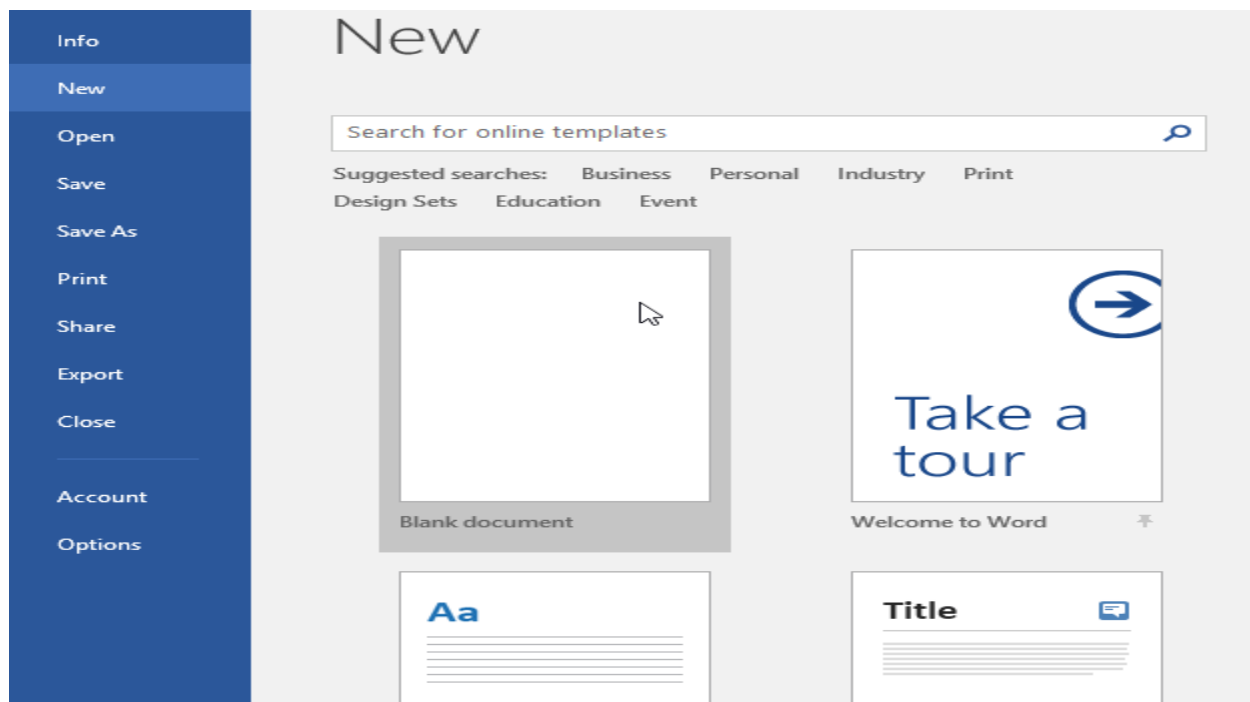 Info
New
Open
Save
Save As
Print
Share
Export
Close
Account
Options
New
Search for online templates
Suggested searches: Business Personal Industry Print
Design Sets Education Event
Take a
tour
Blank document
Welcome to Word
Aa
Title